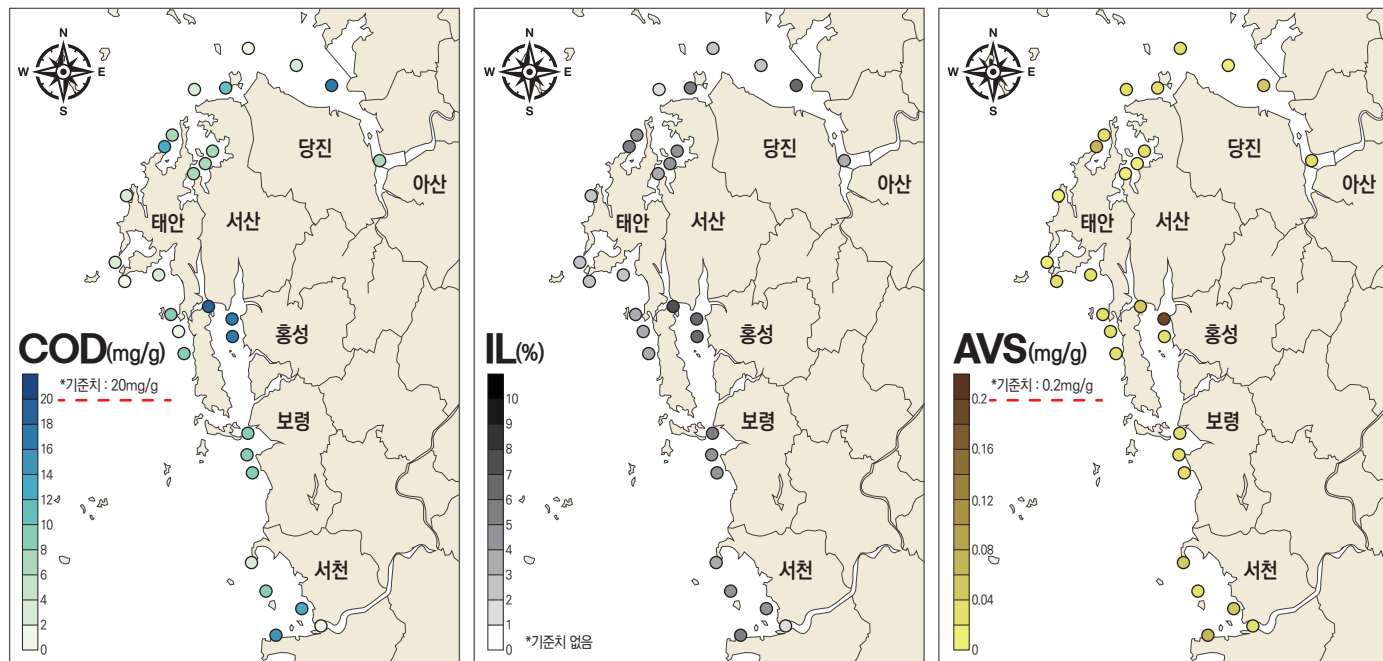 N
W E
S
당진
아산
태안
서산
홍성
COD(mg/g)
*기준치 : 20mg/g
보령
서천
20
18
16
14
12
10
8
6
4
2
0
N
W E
S
당진
아산
태안
서산
홍성
IL(%)
보령
서천
10
9
8
7
6
5
4
3
2
1
0
*기준치 없음
N
W E
S
당진
아산
태안
서산
홍성
AVS(mg/g)
*기준치 : 0.2mg/g
보령
서천
0.2
0.16
0.12
0.08
0.04
0